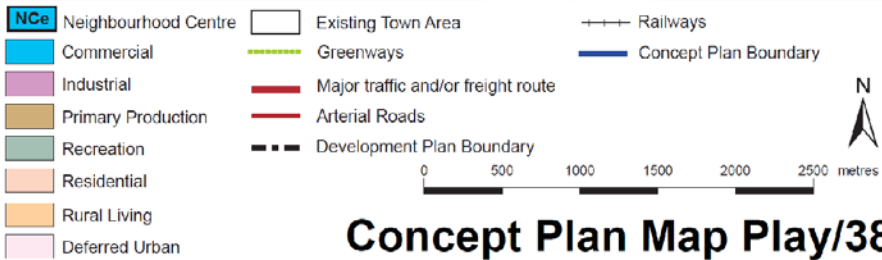 NCe Neighbourhood Centre
Commercial
Industrial
Primary Production
Recreation
Residential
Rural Living
Deferred Urban
Existing Town Area
Greenways
Major traffic and/or freight route
Arterial Roads
Development Plan Boundary
Railways
Concept Plan Boundary
N
0 500 1000 1500 2000 2500 metres
Concept Plan Map Play/38